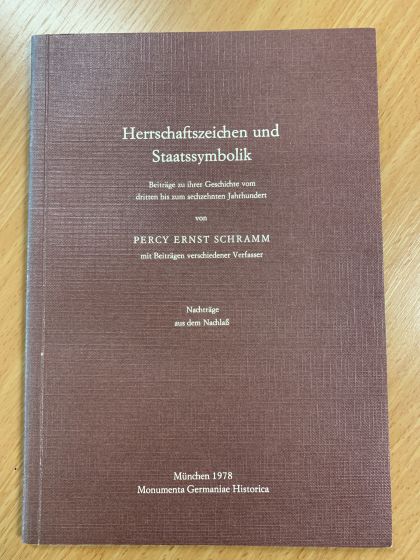 Herrschaftszeichen und
Staatssymbolik
Beiträge zu ihrer Geschichte vom
dritten bis zum sechzehnten Jahrhundert
von
PERCY ERNST SCHRAMM
mit Beiträgen verschiedener Verfasser
Nachträge
aus dem Nachlaß
München 1978
Monumenta Germaniae Historica